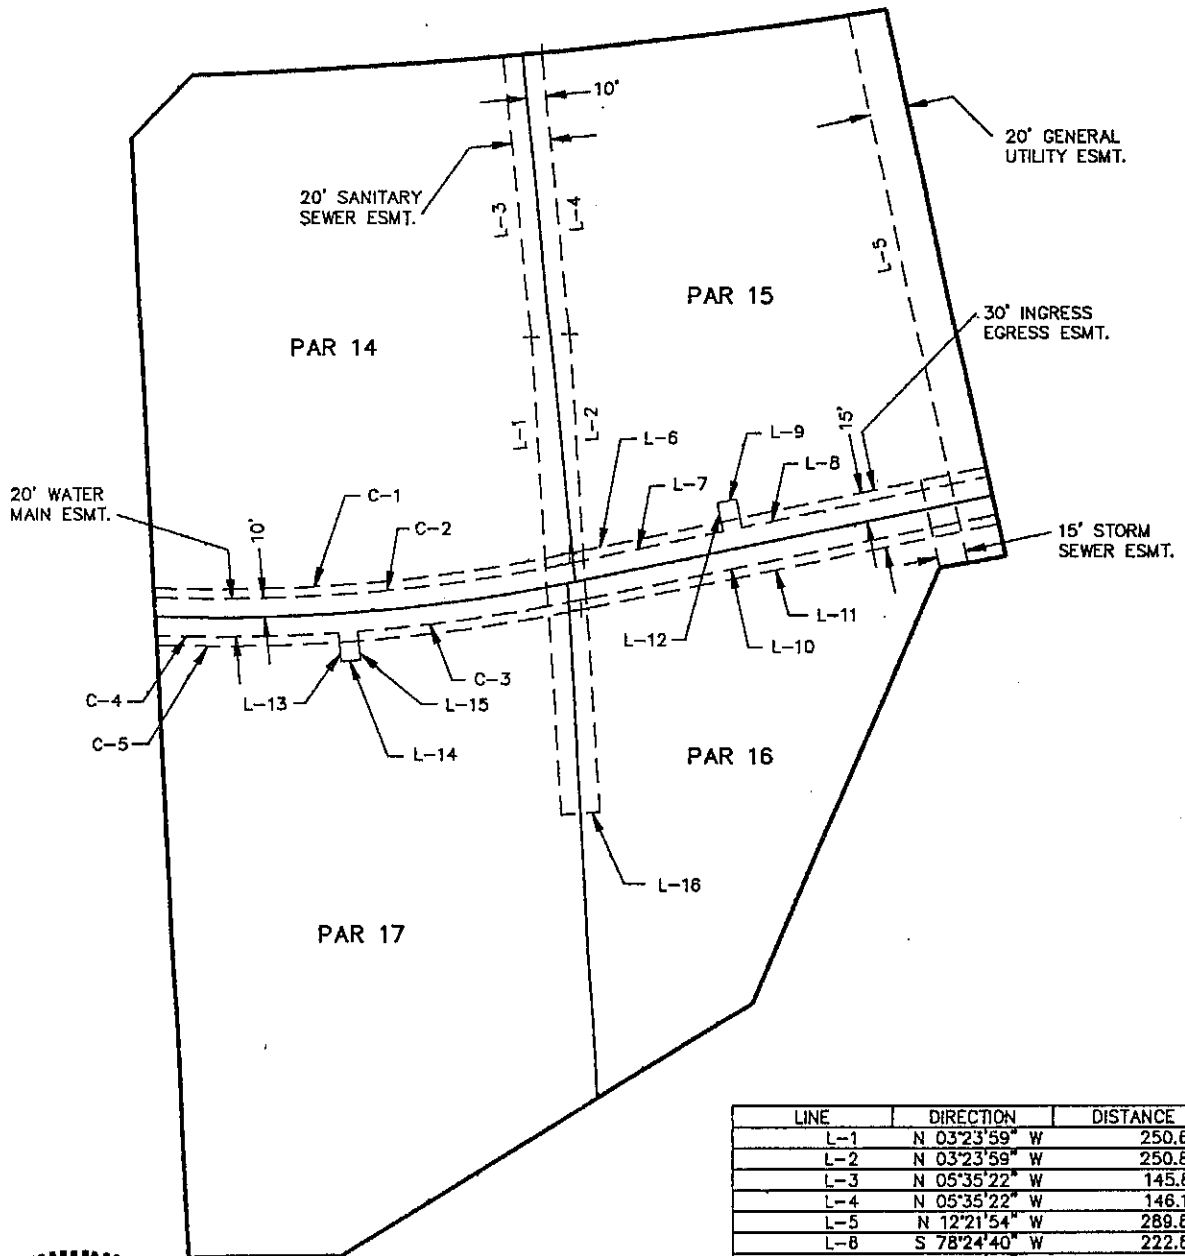 10'
20' GENERAL
UTILITY ESMT.
20' SANITARY
SEWER ESMT.
L-3
L-4
L-5
PAR 15
30' INGRESS
EGRESS ESMT.
PAR 14
L-1
L-2
15'
L-9
L-6
L-8
L-7
20' WATER
MAIN ESMT.
10'
C-1
C-2
15' STORM
SEWER ESMT.
L-12
L-11
L-10
C-3
C-4
L-13
L-15
C-5
L-14
PAR 16
L-16
PAR 17
LINE DIRECTION DISTANCE
L-1 N 03°23'59" W
L-2 N 03°23'59" W
L-3 N 05°35'22" W
L-4 N 05°35'22" W
L-5 N 12°21'54" W
L-6 S 78°24'40" W